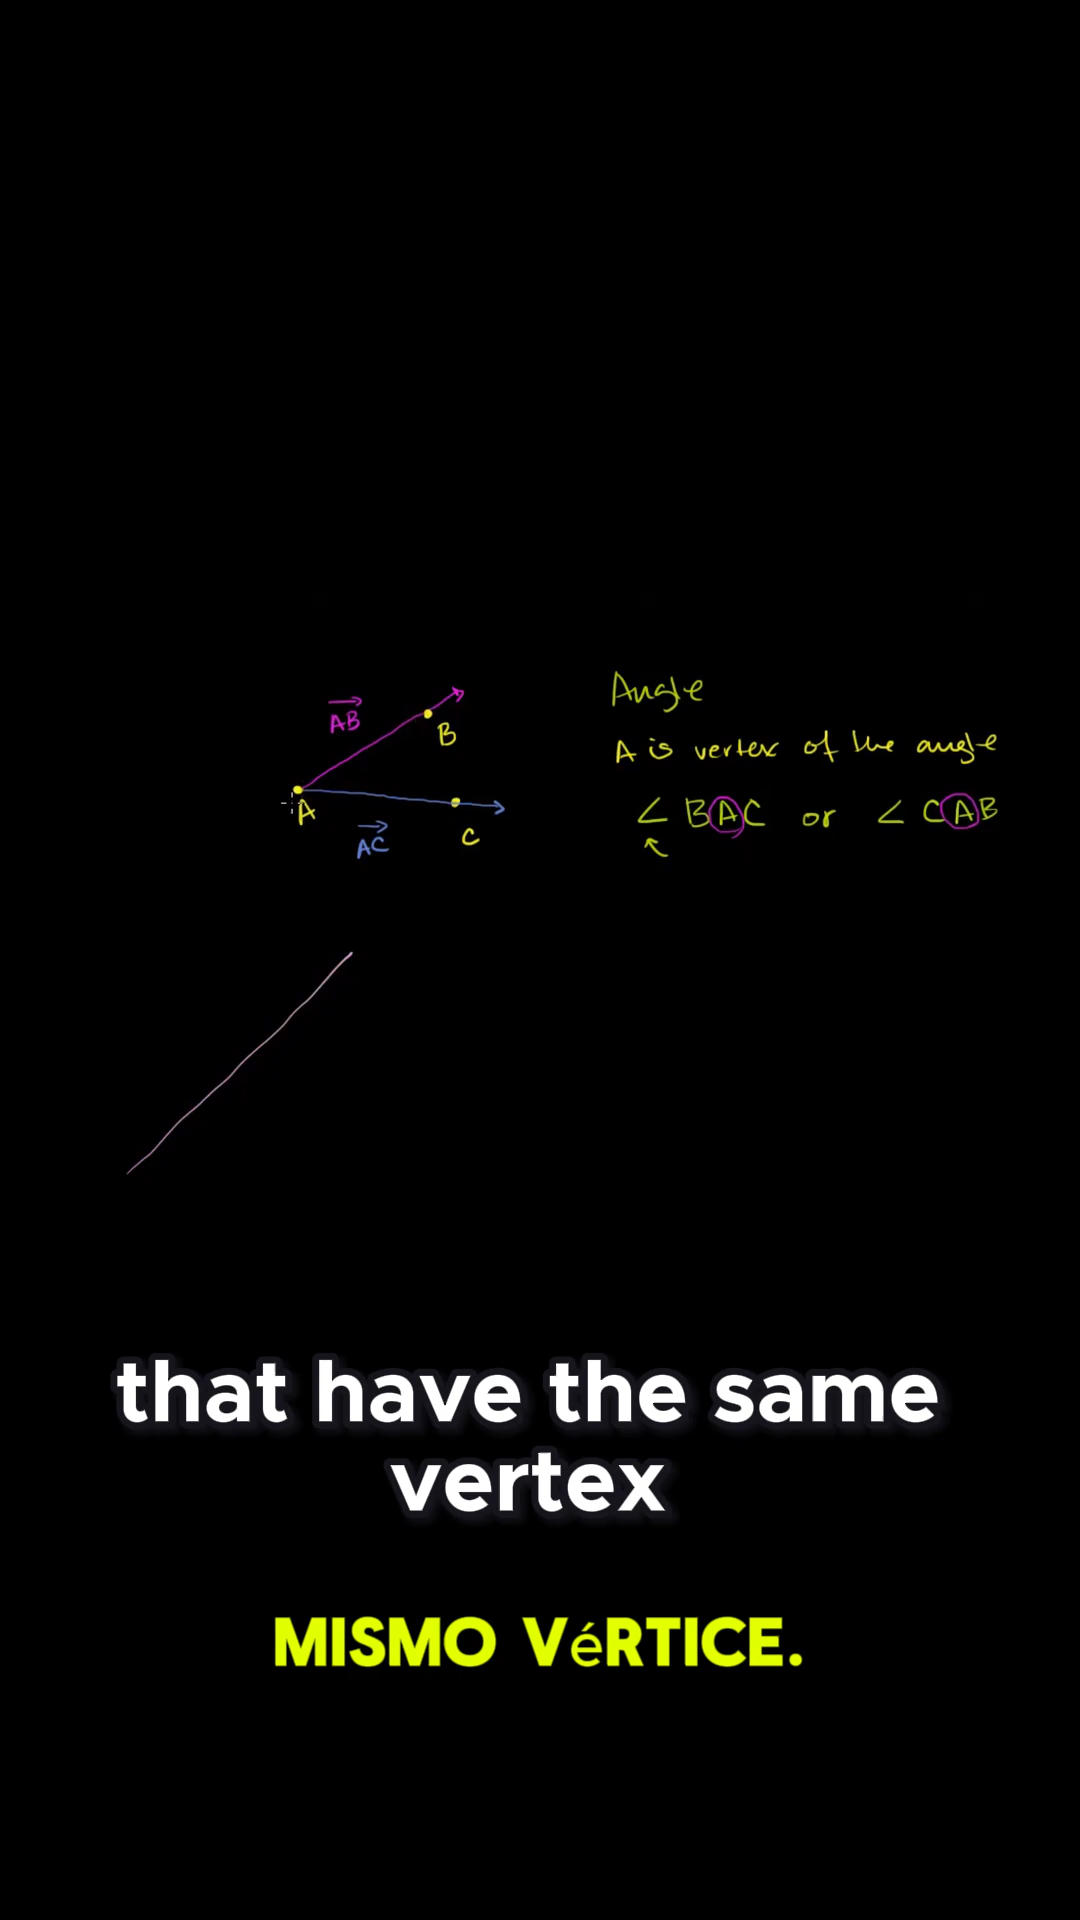 Angle
AB
B
A is vertex of the angle
A
∠ BAC or ∠ CAB
AC
C
that have the same
vertex
MISMO VéRTICE.